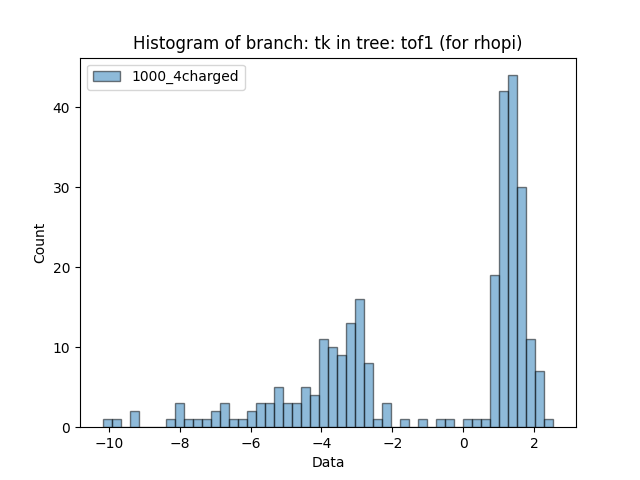 Histogram of branch: tk in tree: tof1 (for rhopi)
1000_4charged
Count
40
30
20
10
0
−10 −8 −6 −4 −2 0 2
Data